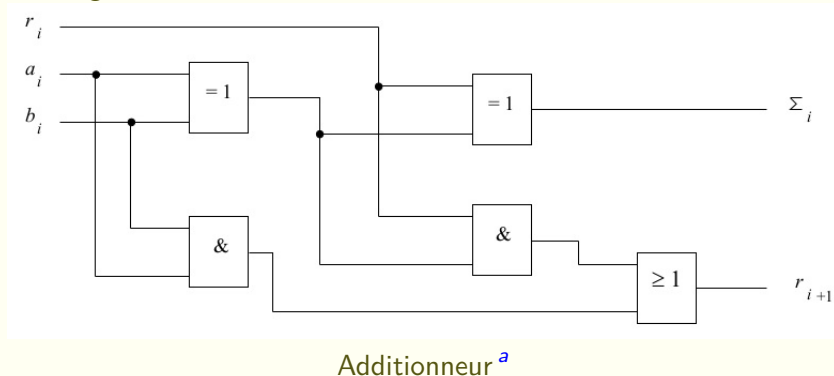 r i
a i
b i
= 1
= 1
Σ i
&
&
≥ 1
r i +1
Additionneur a